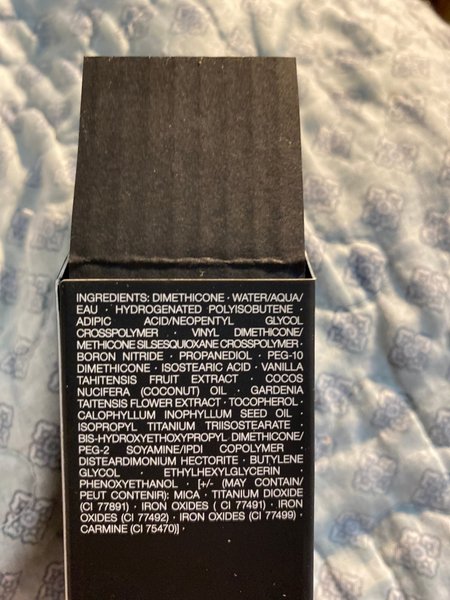 INGREDIENTS: DIMETHICONE · WATER/AQUA/
EAU · HYDROGENATED POLYISOBUTENE ·
ADIPIC ACID/NEOPENTYL GLYCOL
CROSSPOLYMER · VINYL DIMETHICONE/
METHICONE SILSESQUIOXANE CROSSPOLYMER ·
BORON NITRIDE · PROPANEDIOL · PEG-10
DIMETHICONE · ISOSTEARIC ACID · VANILLA
TAHITENSIS FRUIT EXTRACT · COCOS
NUCIFERA (COCONUT) OIL · GARDENIA
TAITENSIS FLOWER EXTRACT · TOCOPHEROL ·
CALOPHYLLUM INOPHYLLUM SEED OIL ·
ISOPROPYL TITANIUM TRIISOSTEARATE ·
BIS-HYDROXYETHOXYPROPYL DIMETHICONE/
PEG-2 SOYAMINE/IPDI COPOLYMER ·
DISTEARDIMONIUM HECTORITE · BUTYLENE
GLYCOL · ETHYLHEXYLGLYCERIN ·
PHENOXYETHANOL · [+/- (MAY CONTAIN/
PEUT CONTENIR): MICA · TITANIUM DIOXIDE
(CI 77891) · IRON OXIDES ( CI 77491) · IRON
OXIDES (CI 77492) · IRON OXIDES (CI 77499) ·
CARMINE (CI 75470)] ·